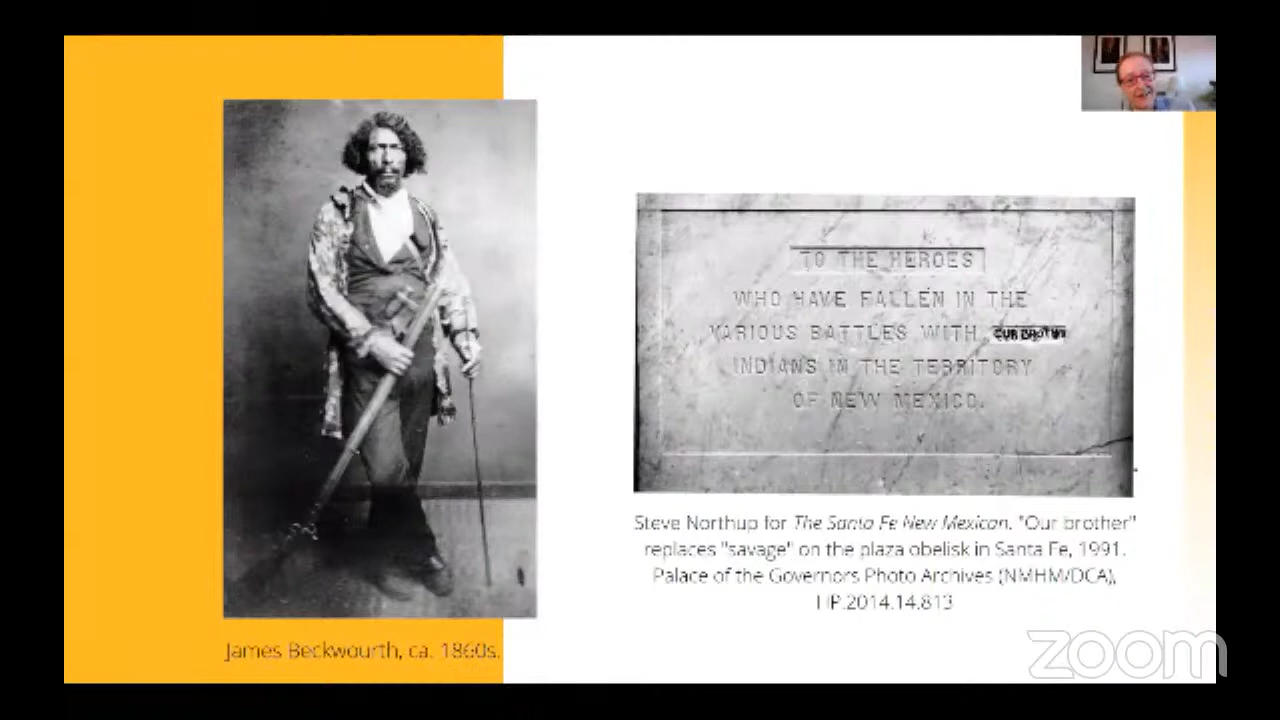 TO THE HEROES
WHO HAVE FALLEN IN THE
VARIOUS BATTLES WITH OUR BROTHER
INDIANS IN THE TERRITORY
OF NEW MEXICO.
Steve Northup for The Santa Fe New Mexican. "Our brother"
replaces "savage" on the plaza obelisk in Santa Fe, 1991.
Palace of the Governors Photo Archives (NMHM/DCA),
HP.2014.14.813
James Beckwourth, ca. 1860s.
zoom